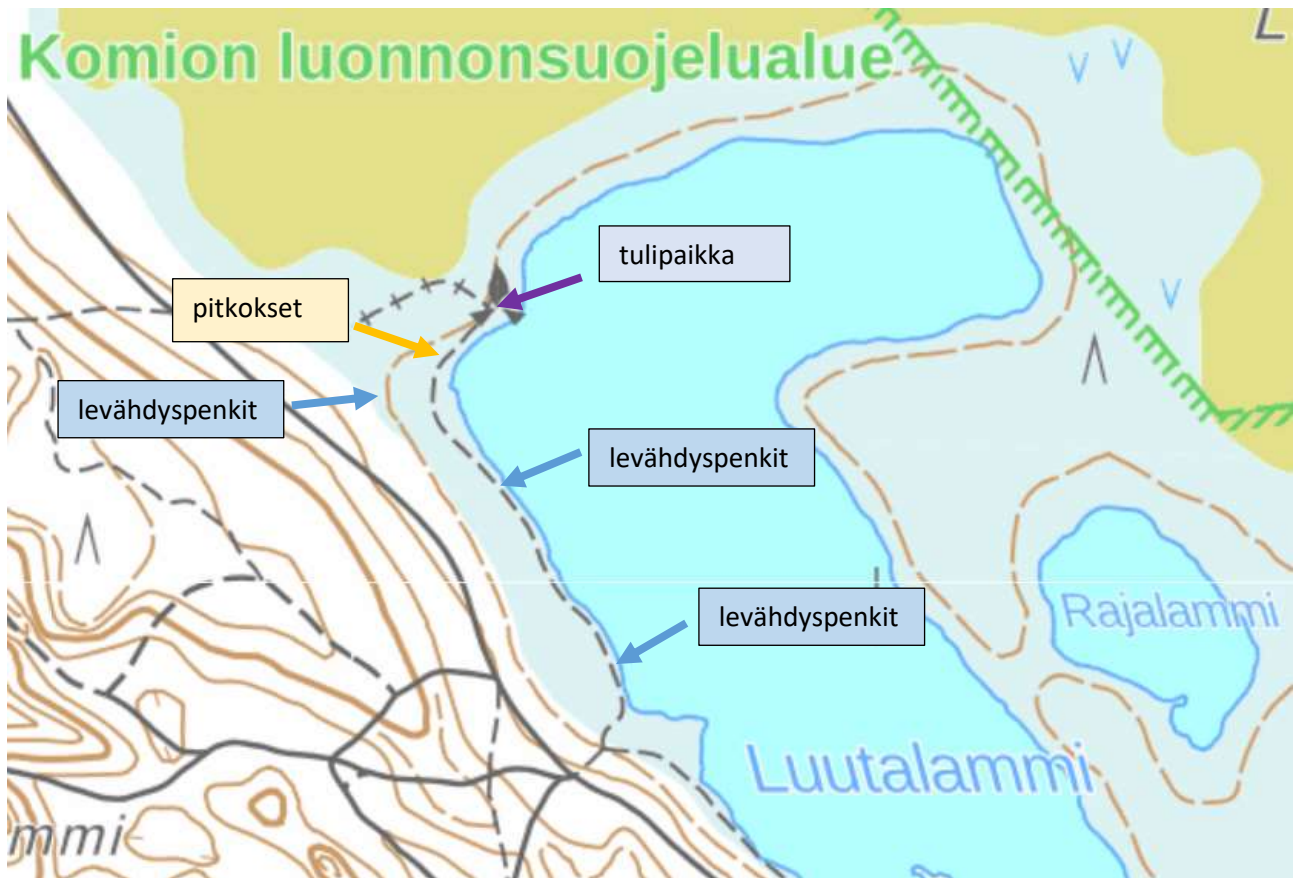 Komion luonnonsuojelualue
L
tulipaikka
pitkokset
levähdyspenkit
levähdyspenkit
levähdyspenkit
Rajalammi
Luutalammi
mmi